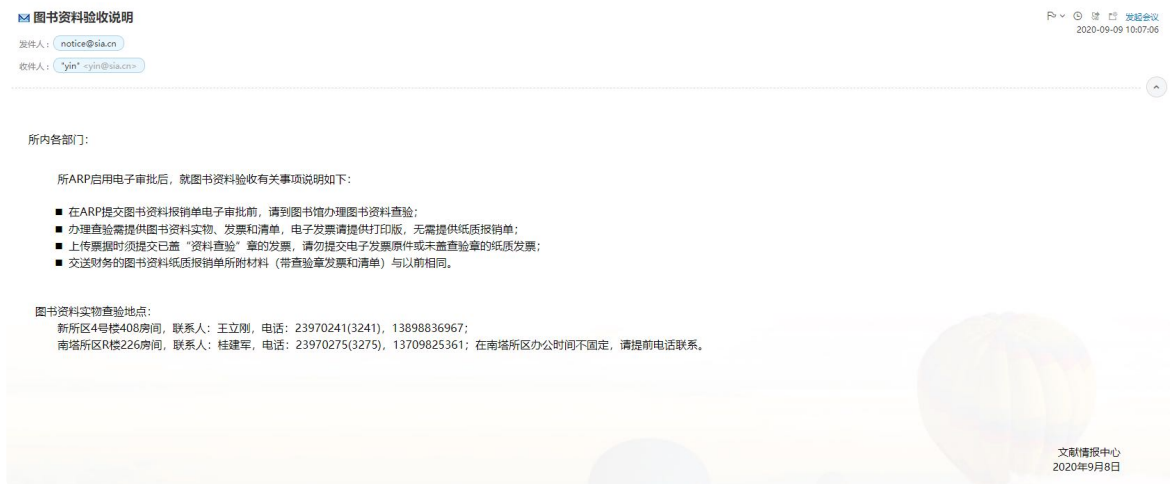 图书资料验收说明
发起会议
2020-09-09 10:07:06
发件人：notice@sia.cn
收件人："yin" <yin@sia.cn>
所内各部门：
所ARP启用电子审批后，就图书资料验收有关事项说明如下：
■ 在ARP提交图书资料报销单电子审批前，请到图书馆办理图书资料查验；
■ 办理查验需提供图书资料实物、发票和清单，电子发票请提供打印版，无需提供纸质报销单；
■ 上传票据时须提交已盖“资料查验”章的发票，请勿提交电子发票原件或未盖查验章的纸质发票；
■ 交送财务的图书资料纸质报销单所附材料（带查验章发票和清单）与以前相同。
图书资料实物查验地点：
新所区4号楼408房间，联系人：王立刚，电话：23970241(3241)，13898836967；
南塔所区R楼226房间，联系人：桂建军，电话：23970275(3275)，13709825361；在南塔所区办公时间不固定，请提前电话联系。
文献情报中心
2020年9月8日